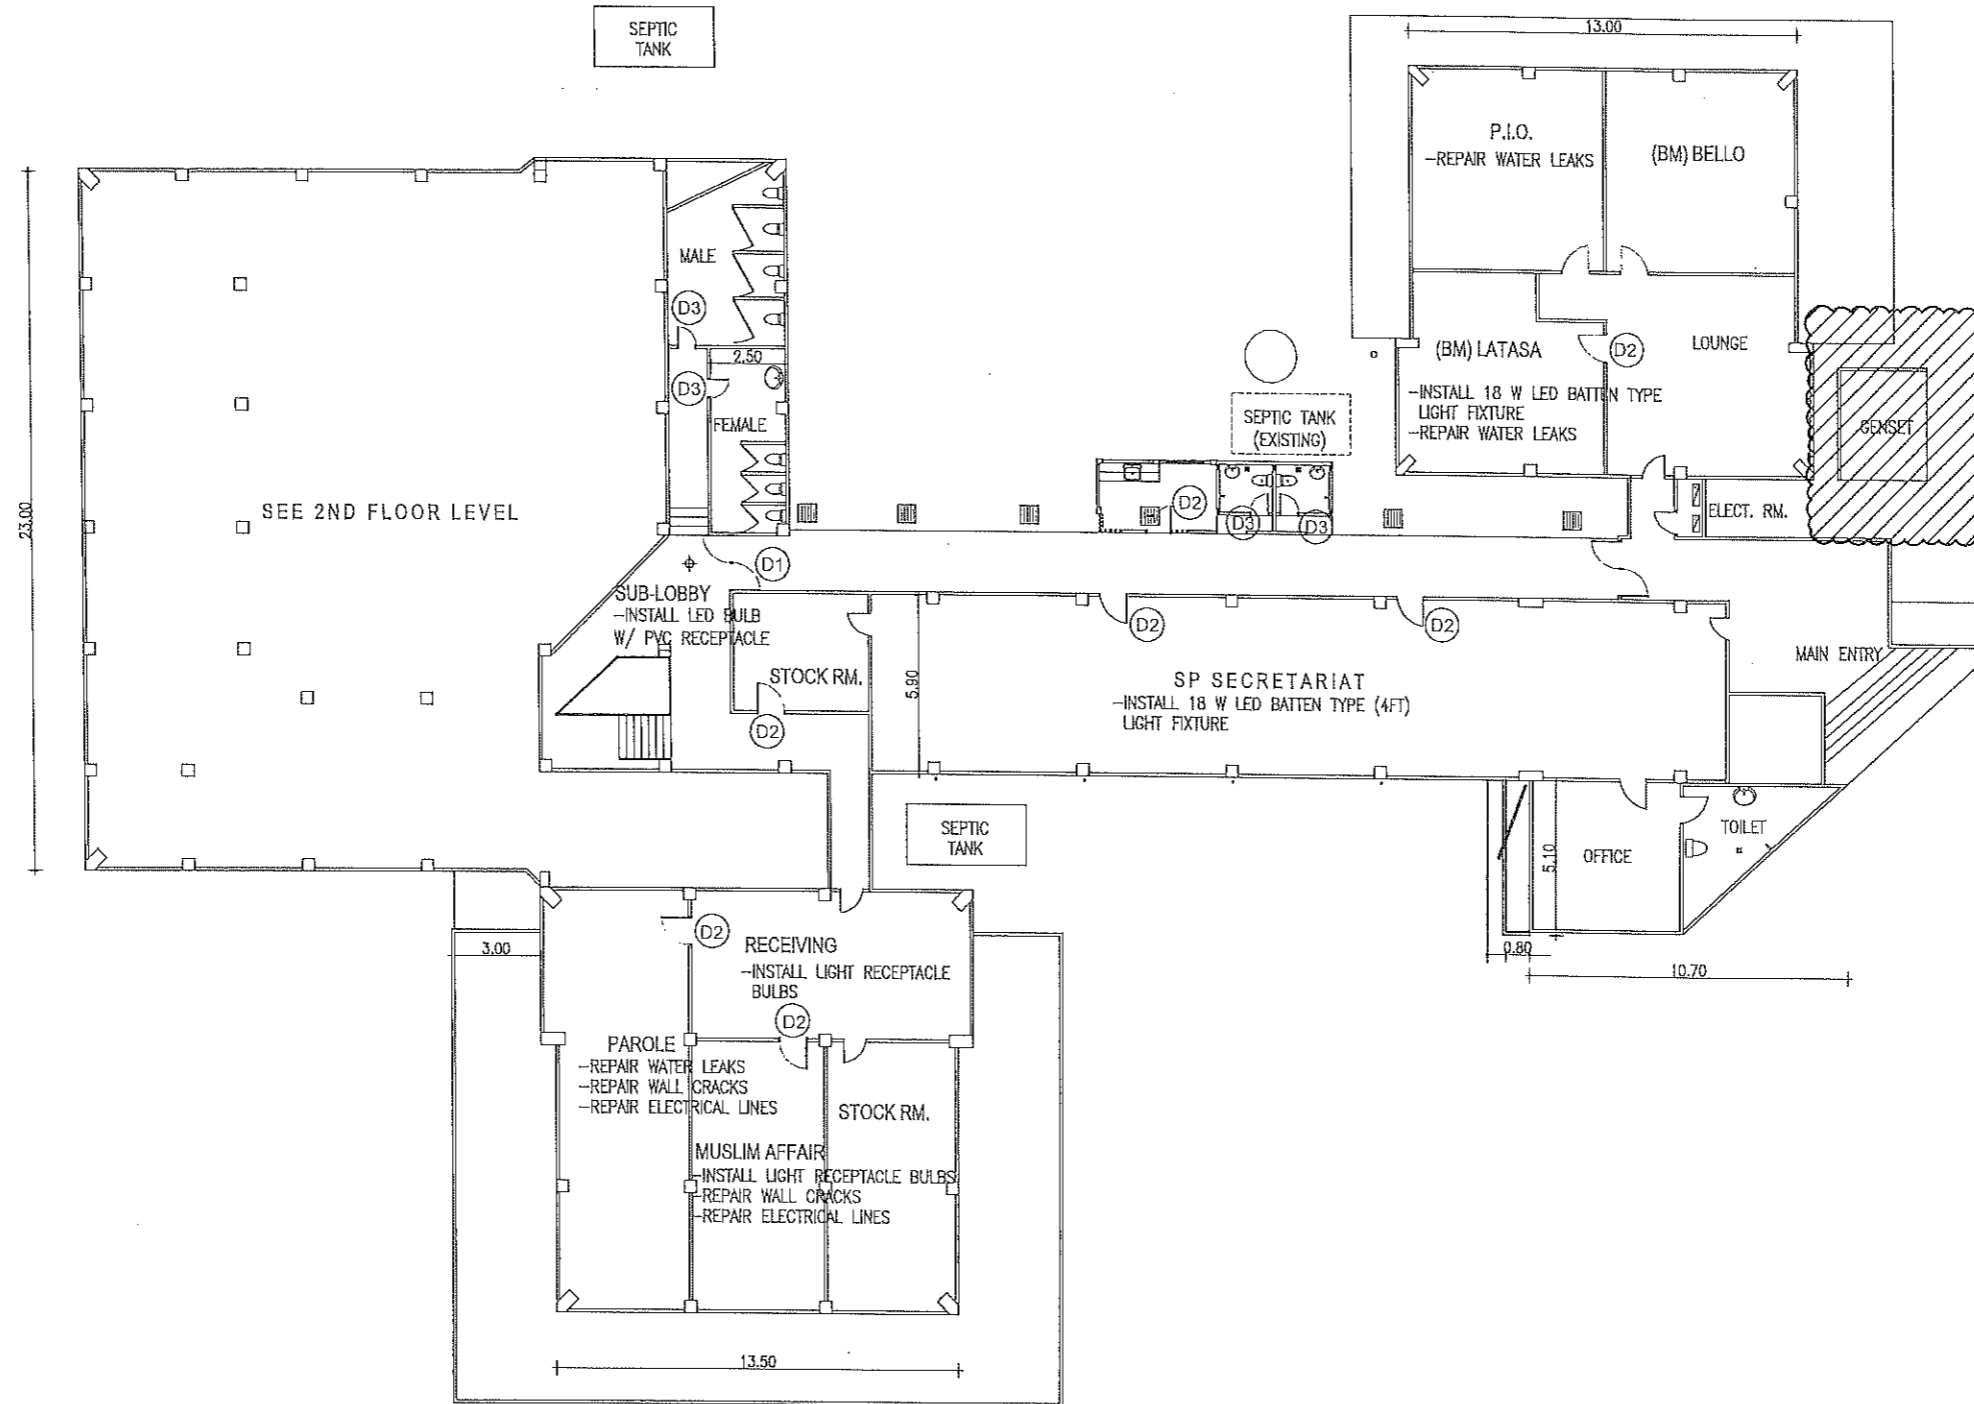 SEPTIC
TANK
13.00
P.I.O.
-REPAIR WATER LEAKS
(BM) BELLO
MALE
D3
2.50
D3
FEMALE
(BM) LATASA
D2
LOUNGE
-INSTALL 18 W LED BATTEN TYPE
LIGHT FIXTURE
-REPAIR WATER LEAKS
GENSET
SEPTIC TANK
(EXISTING)
23.00
SEE 2ND FLOOR LEVEL
D2
D3
D3
ELECT. RM.
D1
SUB-LOBBY
-INSTALL LED BULB
W/ PVC RECEPTACLE
D2
D2
STOCK RM.
5.90
SP SECRETARIAT
-INSTALL 18 W LED BATTEN TYPE (4FT)
LIGHT FIXTURE
MAIN ENTRY
D2
SEPTIC
TANK
5.10
OFFICE
TOILET
3.00
D2
RECEIVING
-INSTALL LIGHT RECEPTACLE
BULBS
0.80
10.70
D2
PAROLE
-REPAIR WATER LEAKS
-REPAIR WALL CRACKS
-REPAIR ELECTRICAL LINES
STOCK RM.
MUSLIM AFFAIR
-INSTALL LIGHT RECEPTACLE BULBS
-REPAIR WALL CRACKS
-REPAIR ELECTRICAL LINES
13.50